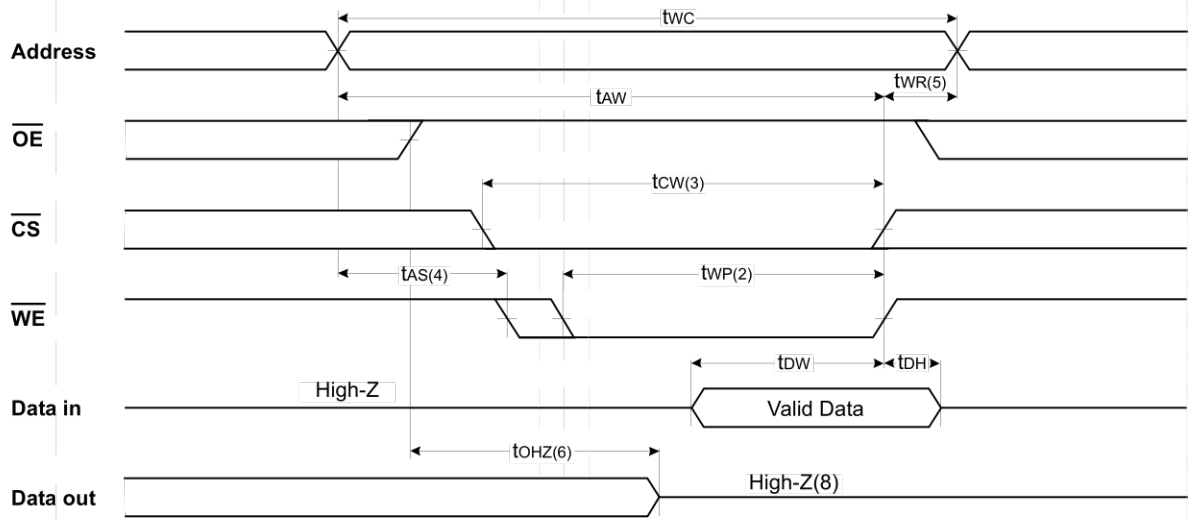 tWC
Address
tAW
tWR(5)
OE
tCW(3)
CS
tAS(4)
tWP(2)
WE
tDW
tDH
High-Z
Data in
Valid Data
tOHZ(6)
High-Z(8)
Data out